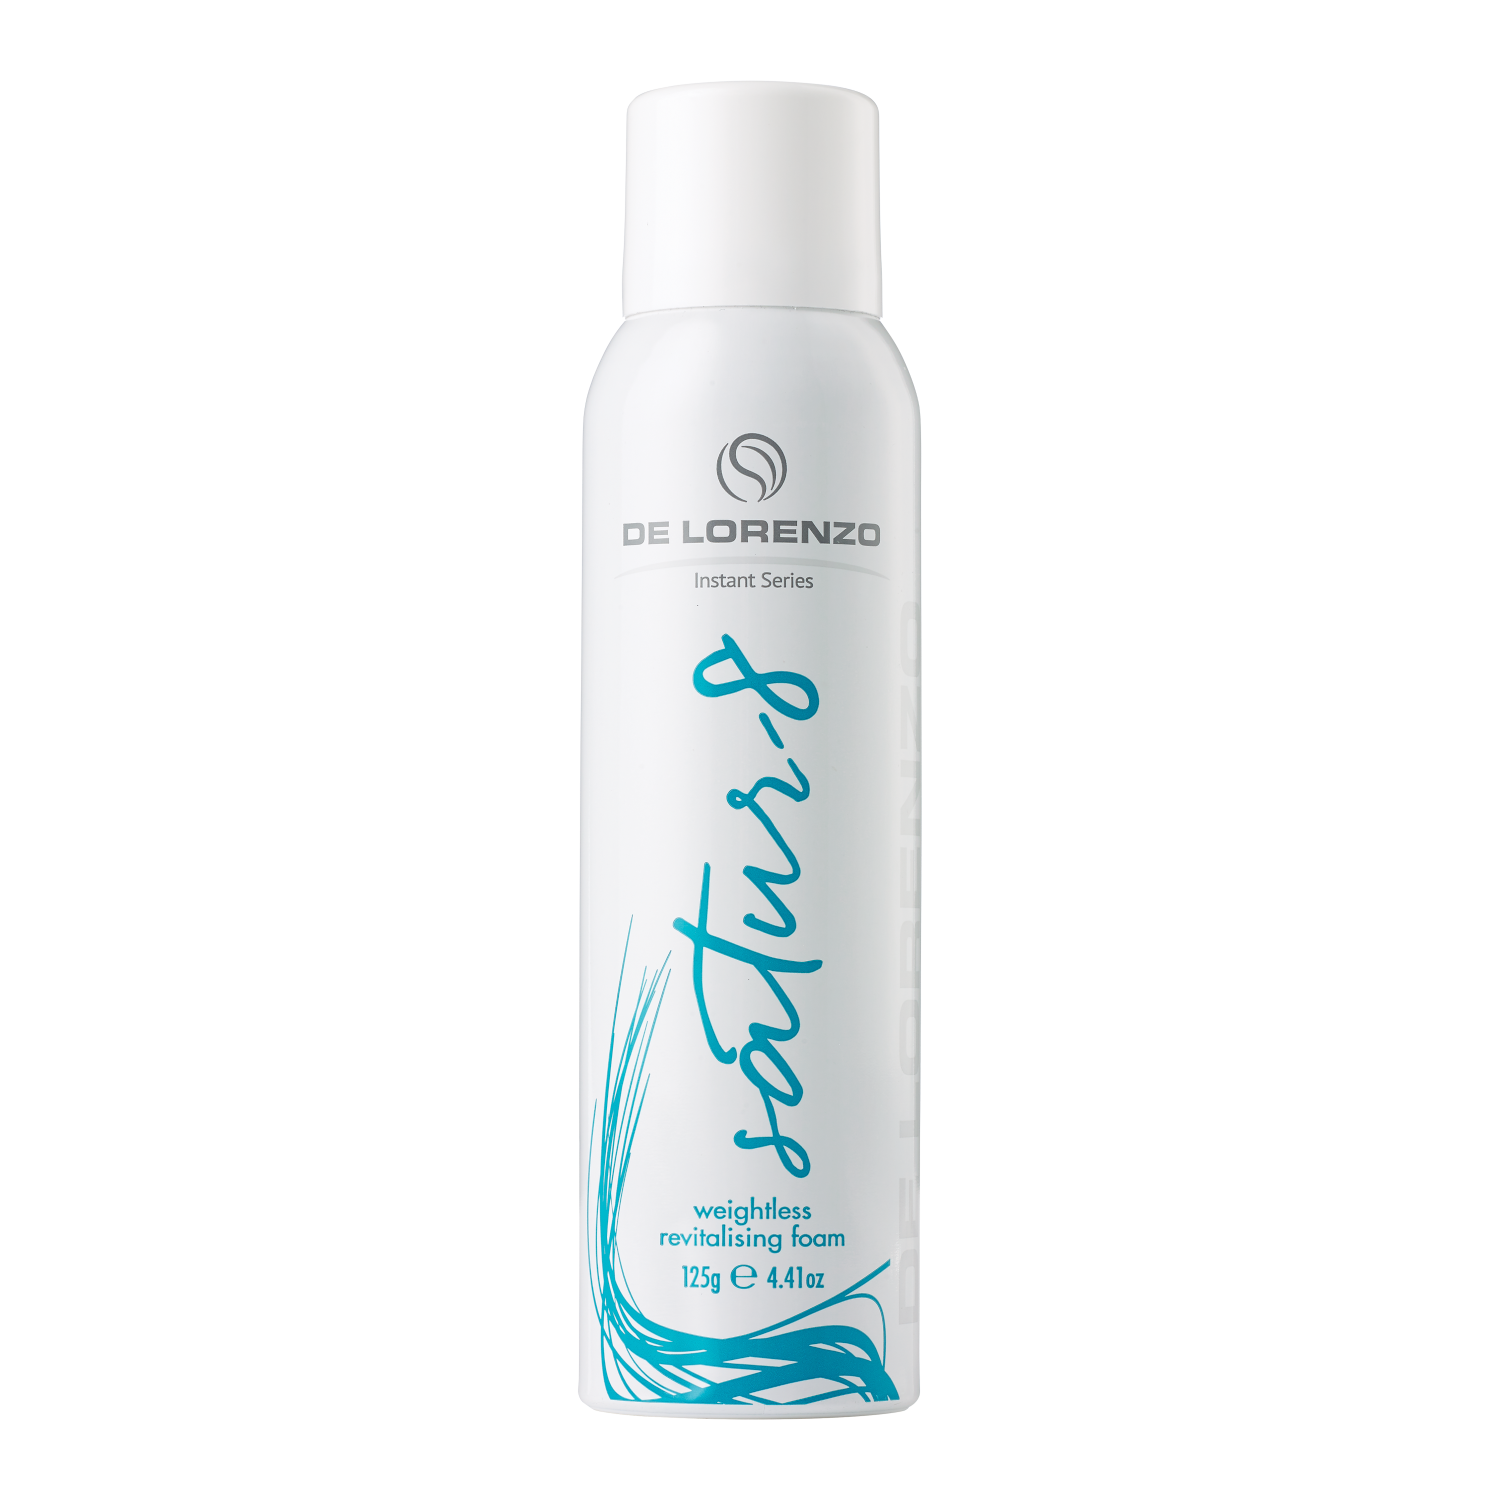 DE LORENZO
Instant Series
satur-8
weightless
revitalising foam
125g ℮ 4.41oz
DE LORENZO